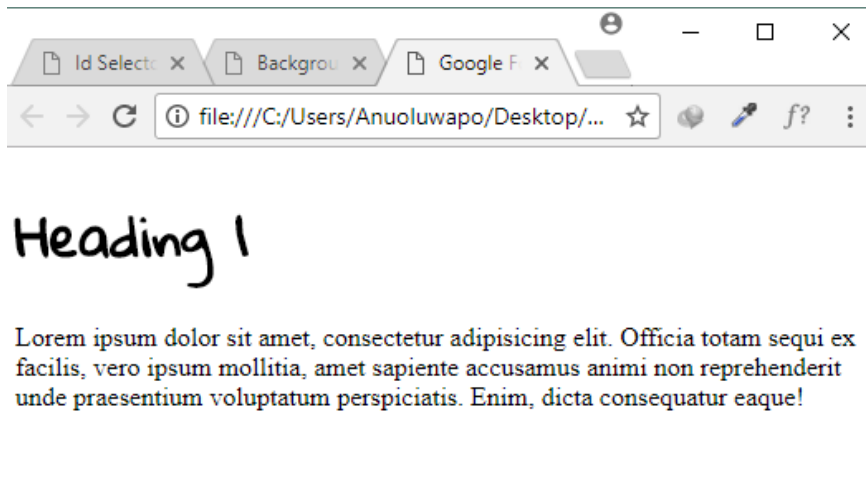 Id Selecto
Backgrou
Google F
file:///C:/Users/Anuoluwapo/Desktop/...
f?
Heading 1
Lorem ipsum dolor sit amet, consectetur adipisicing elit. Officia totam sequi ex
facilis, vero ipsum mollitia, amet sapiente accusamus animi non reprehenderit
unde praesentium voluptatum perspiciatis. Enim, dicta consequatur eaque!